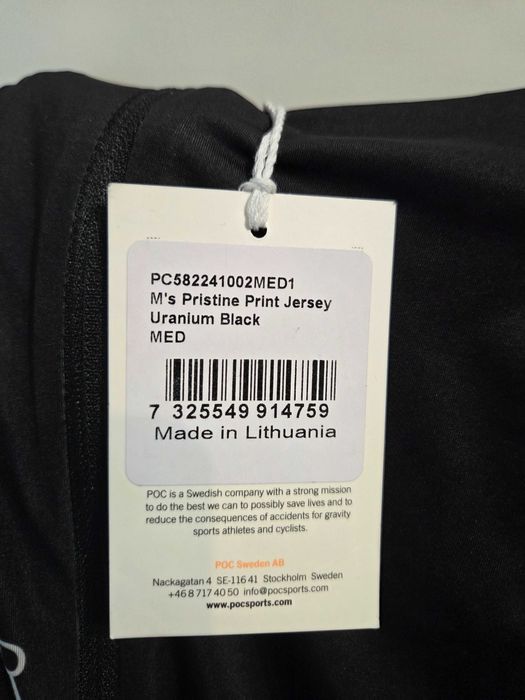 PC582241002MED1
M's Pristine Print Jersey
Uranium Black
MED
7 325549 914759
Made in Lithuania
POC is a Swedish company with a strong mission
to do the best we can to possibly save lives and to
reduce the consequences of accidents for gravity
sports athletes and cyclists.
POC Sweden AB
Nackagatan 4 SE-116 41 Stockholm Sweden
+46 8 717 40 50 info@pocsports.com
www.pocsports.com